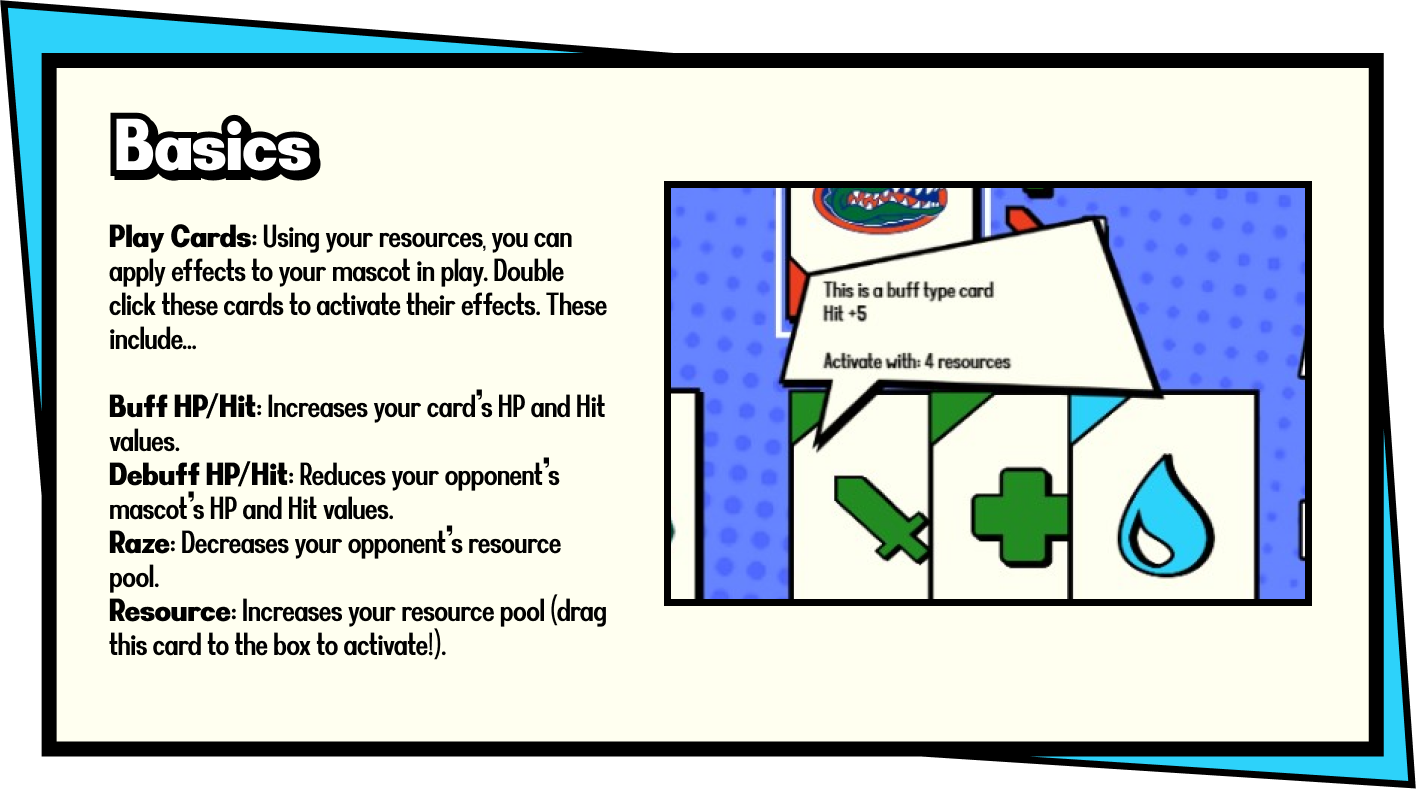 Basics
Play Cards: Using your resources, you can
apply effects to your mascot in play. Double
click these cards to activate their effects. These
include...
Buff HP/Hit: Increases your card's HP and Hit
values.
Debuff HP/Hit: Reduces your opponent's
mascot's HP and Hit values.
Raze: Decreases your opponent's resource
pool.
Resource: Increases your resource pool (drag
this card to the box to activate!).
This is a buff type card
Hit +5
Activate with: 4 resources